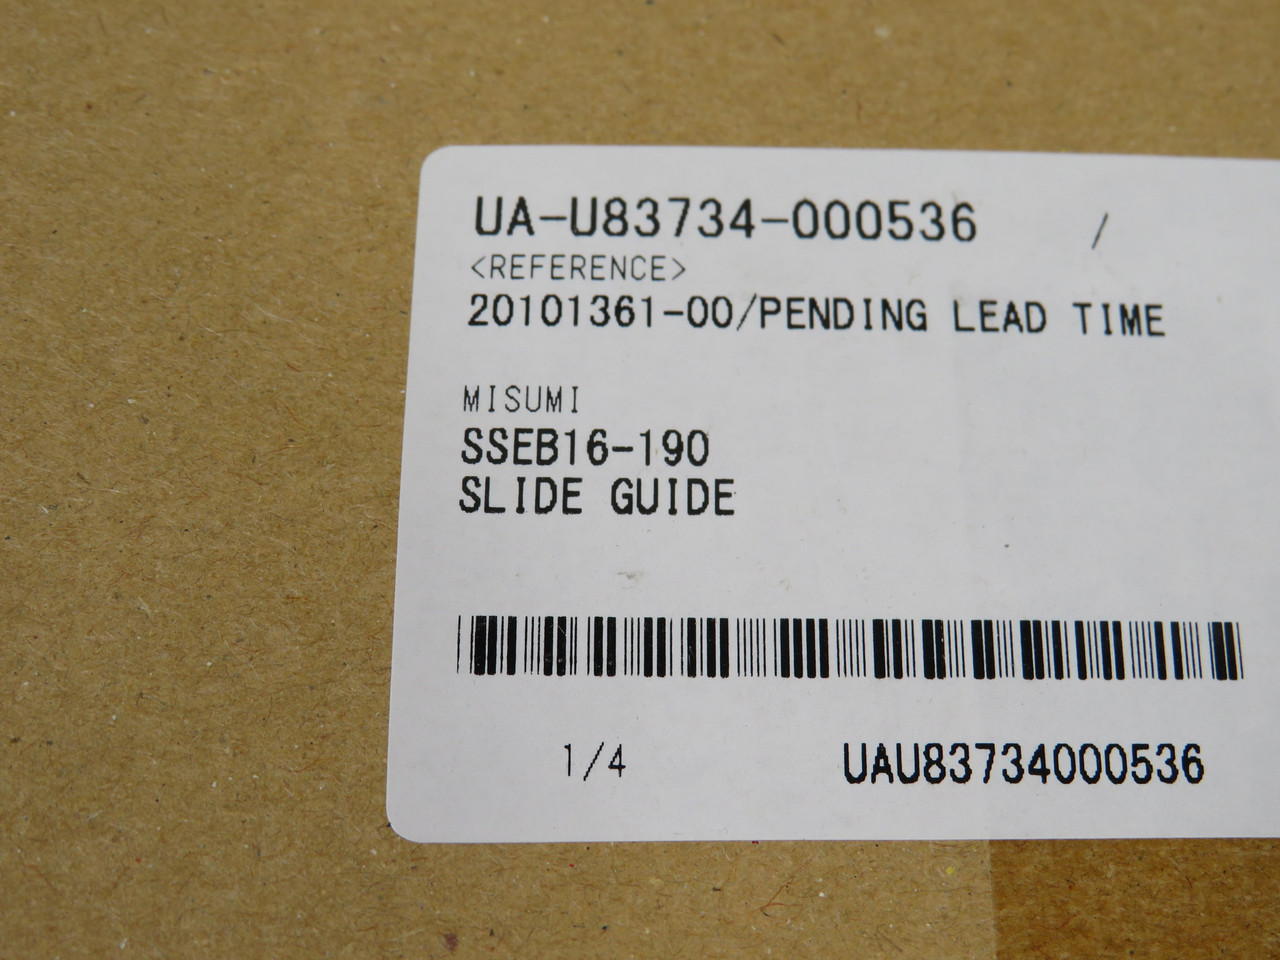 UA-U83734-000536 /
<REFERENCE>
20101361-00/PENDING LEAD TIME
MISUMI
SSEB16-190
SLIDE GUIDE
1/4 UAU83734000536